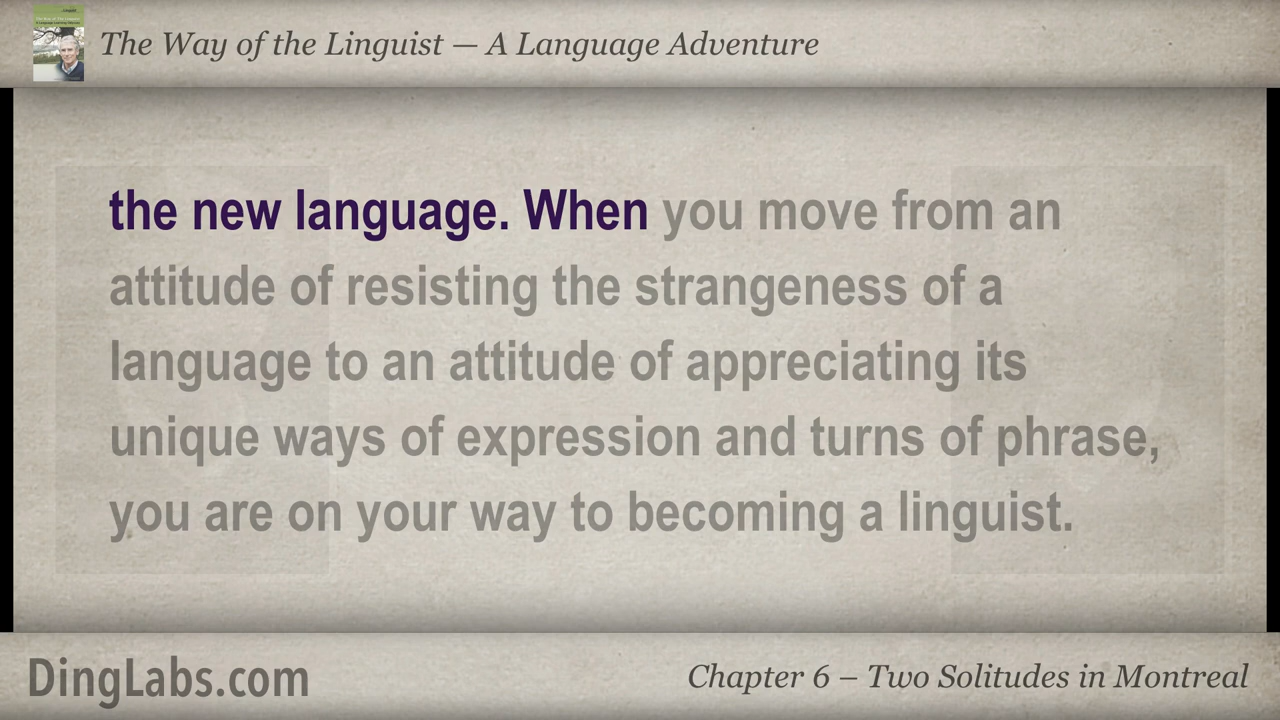 The Way of the Linguist — A Language Adventure
the new language. When you move from an
attitude of resisting the strangeness of a
language to an attitude of appreciating its
unique ways of expression and turns of phrase,
you are on your way to becoming a linguist.
DingLabs.com
Chapter 6 – Two Solitudes in Montreal